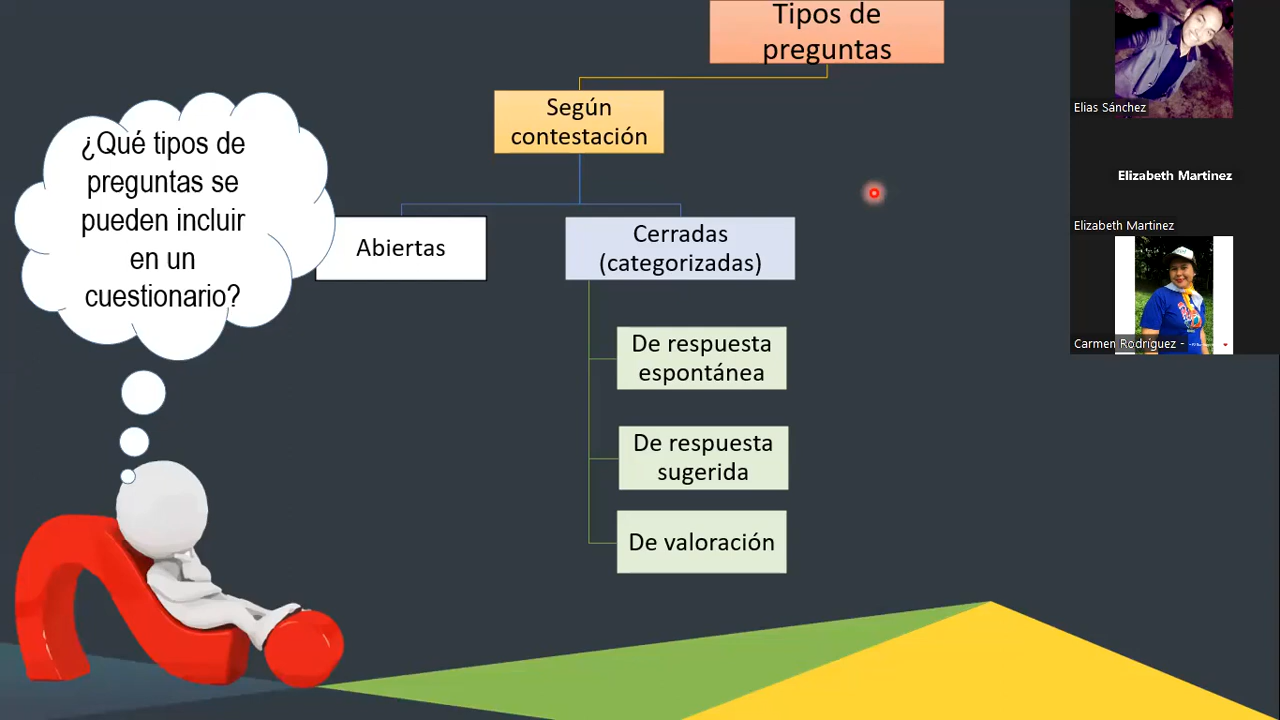 Tipos de
preguntas
Según
contestación
¿Qué tipos de
preguntas se
pueden incluir
en un
cuestionario?
Abiertas
Cerradas
(categorizadas)
De respuesta
espontánea
De respuesta
sugerida
De valoración
Elias Sánchez
Elizabeth Martinez
Elizabeth Martinez
Carmen Rodríguez -